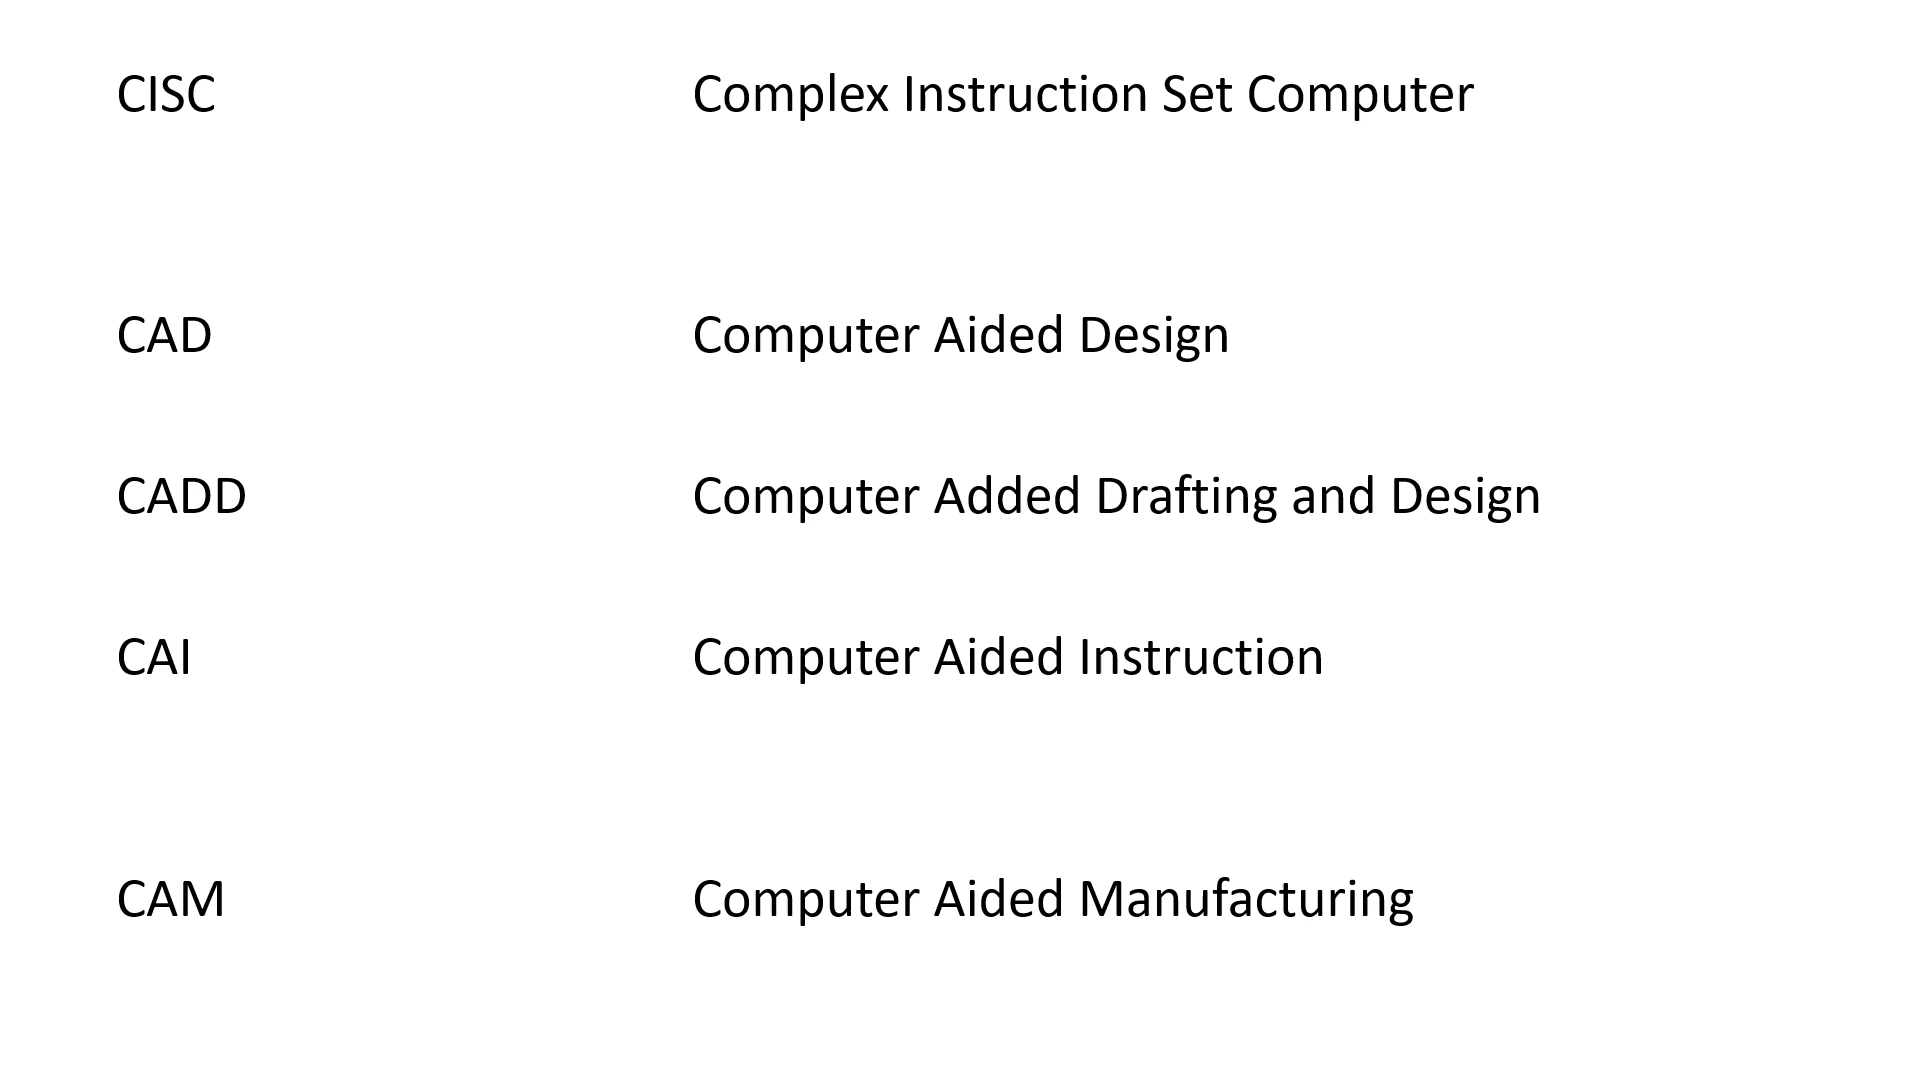 CISC Complex Instruction Set Computer
CAD Computer Aided Design
CADD Computer Added Drafting and Design
CAI Computer Aided Instruction
CAM Computer Aided Manufacturing